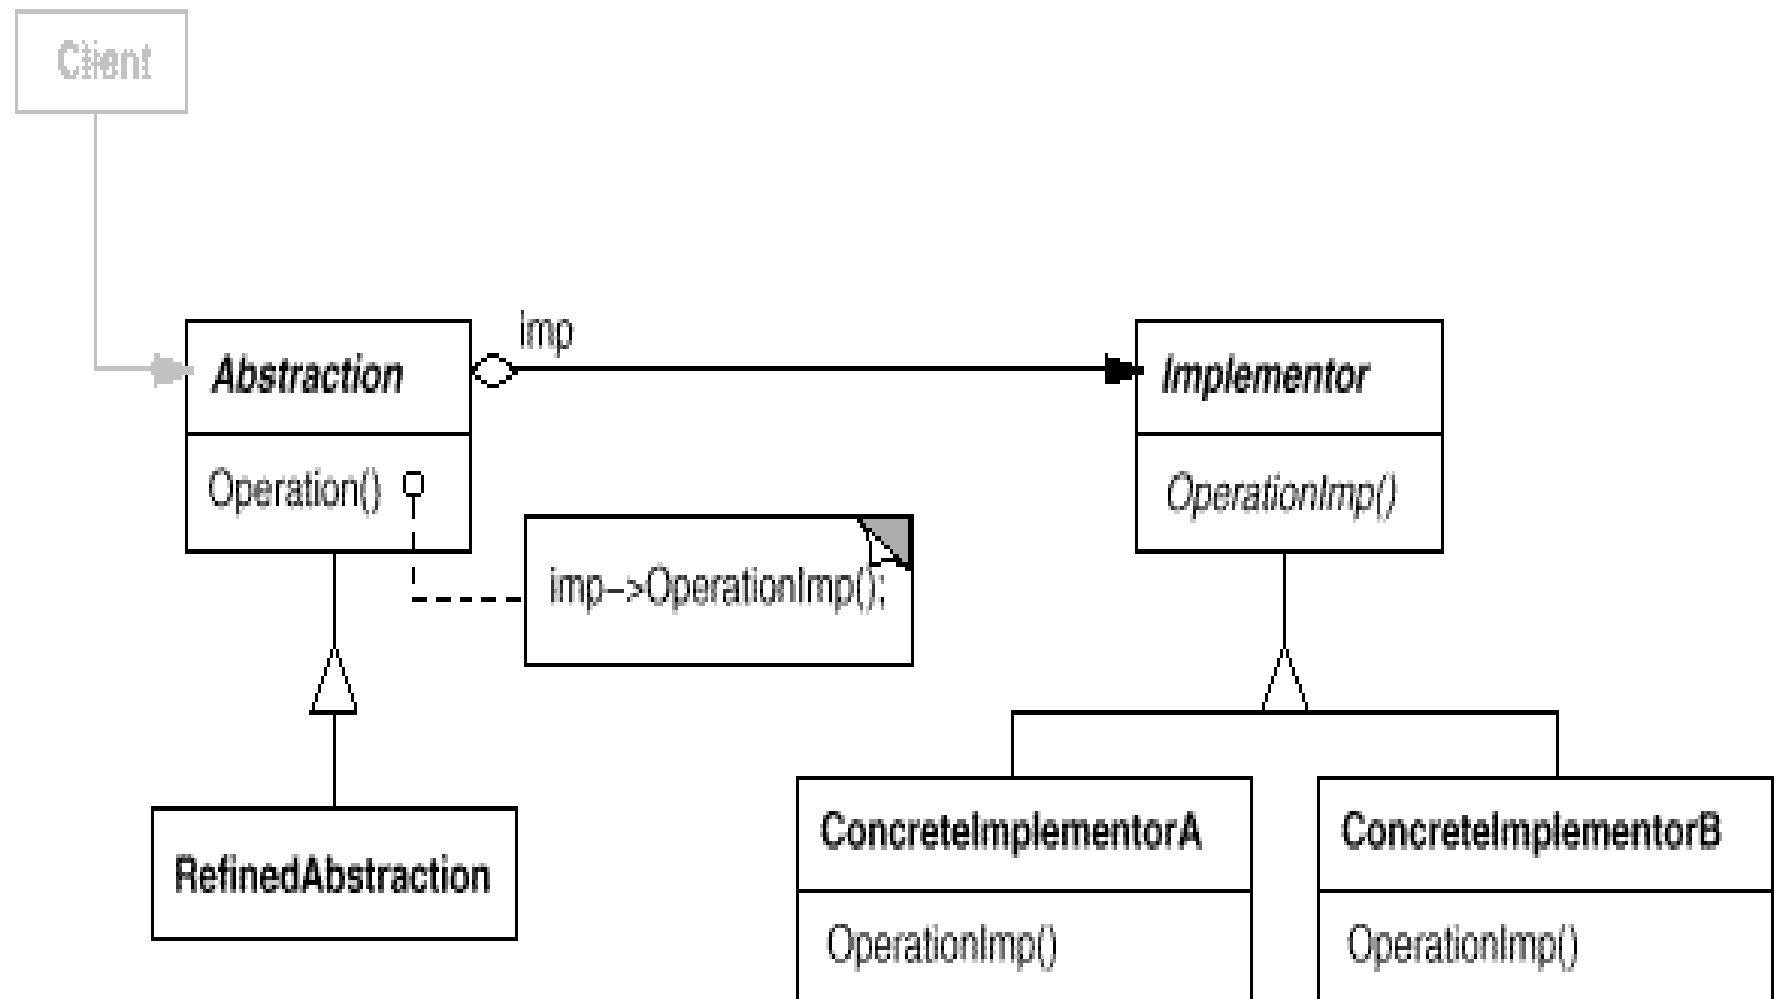 Client
imp
Abstraction
Implementor
Operation()
OperationImp()
imp->OperationImp();
RefinedAbstraction
ConcreteImplementorA
ConcreteImplementorB
OperationImp()
OperationImp()